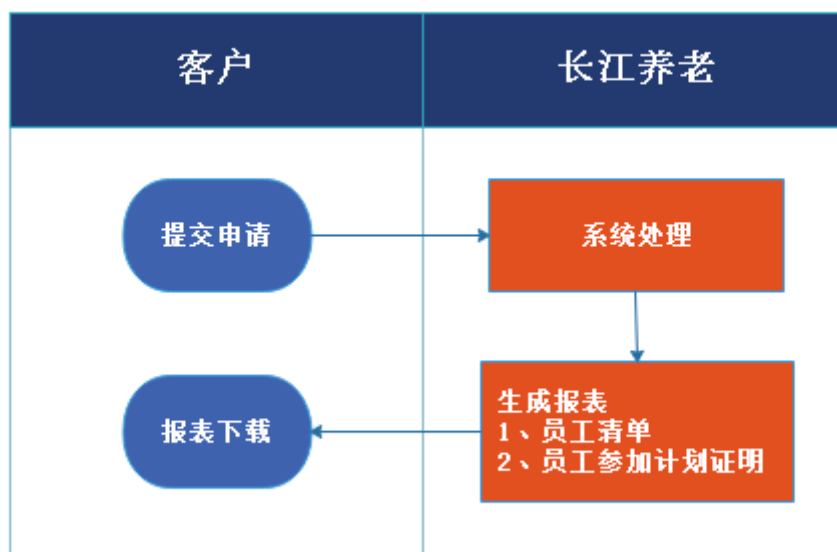 客户
长江养老
提交申请
系统处理
报表下载
生成报表
1、员工清单
2、员工参加计划证明